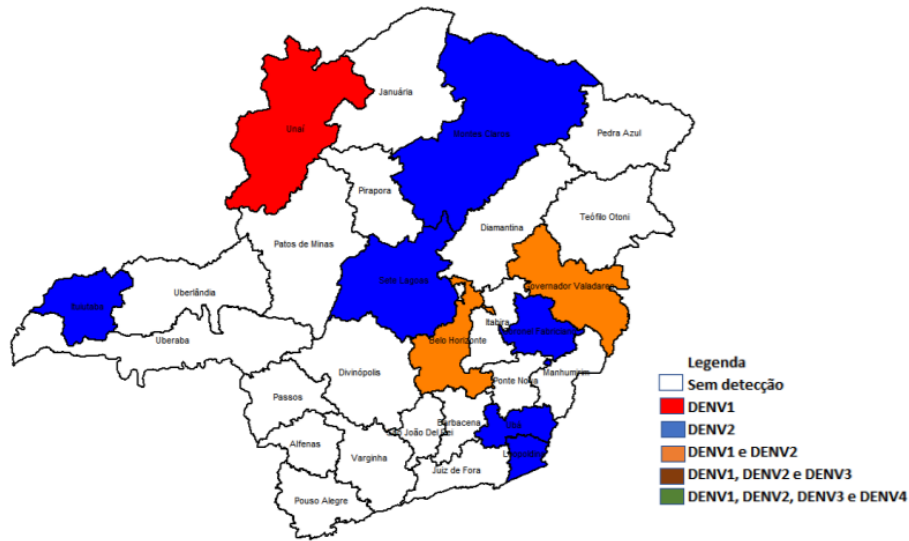 Januária
Unaí
Montes Claros
Pedra Azul
Pirapora
Teófilo Otoni
Diamantina
Patos de Minas
Sete Lagoas
Governador Valadares
Uberlândia
Ituiutaba
Itabira
Coronel Fabriciano
Uberaba
Belo Horizonte
Divinópolis
Ponte Nova
Manhumirim
Passos
Barbacena
Ubá
São João Del Rei
Alfenas
Leopoldina
Varginha
Juiz de Fora
Pouso Alegre
Legenda
Sem detecção
DENV1
DENV2
DENV1 e DENV2
DENV1, DENV2 e DENV3
DENV1, DENV2, DENV3 e DENV4